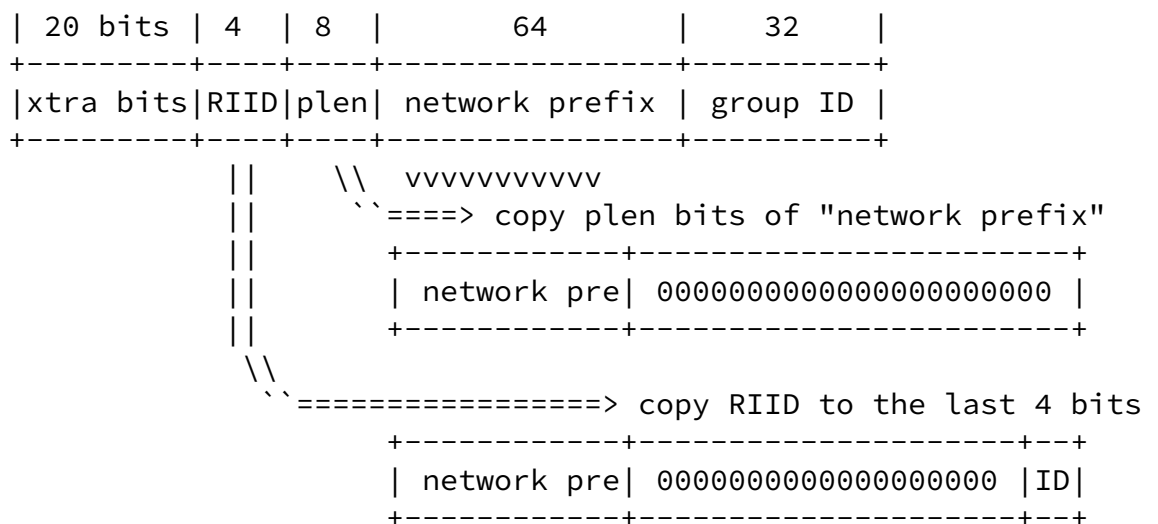 | 20 bits | 4  | 8  |       64       |    32    |
+---------+----+----+----------------+----------+
|xtra bits|RIID|plen| network prefix | group ID |
+---------+----+----+----------------+----------+
            ||    \\  vvvvvvvvvvv
            ||     ``====> copy plen bits of "network prefix"
            ||       +------------+------------------------+
            ||       | network pre| 0000000000000000000000 |
            ||       +------------+------------------------+
             \\
              ``=================> copy RIID to the last 4 bits
                     +------------+---------------------+--+
                     | network pre| 0000000000000000000 |ID|
                     +------------+---------------------+--+